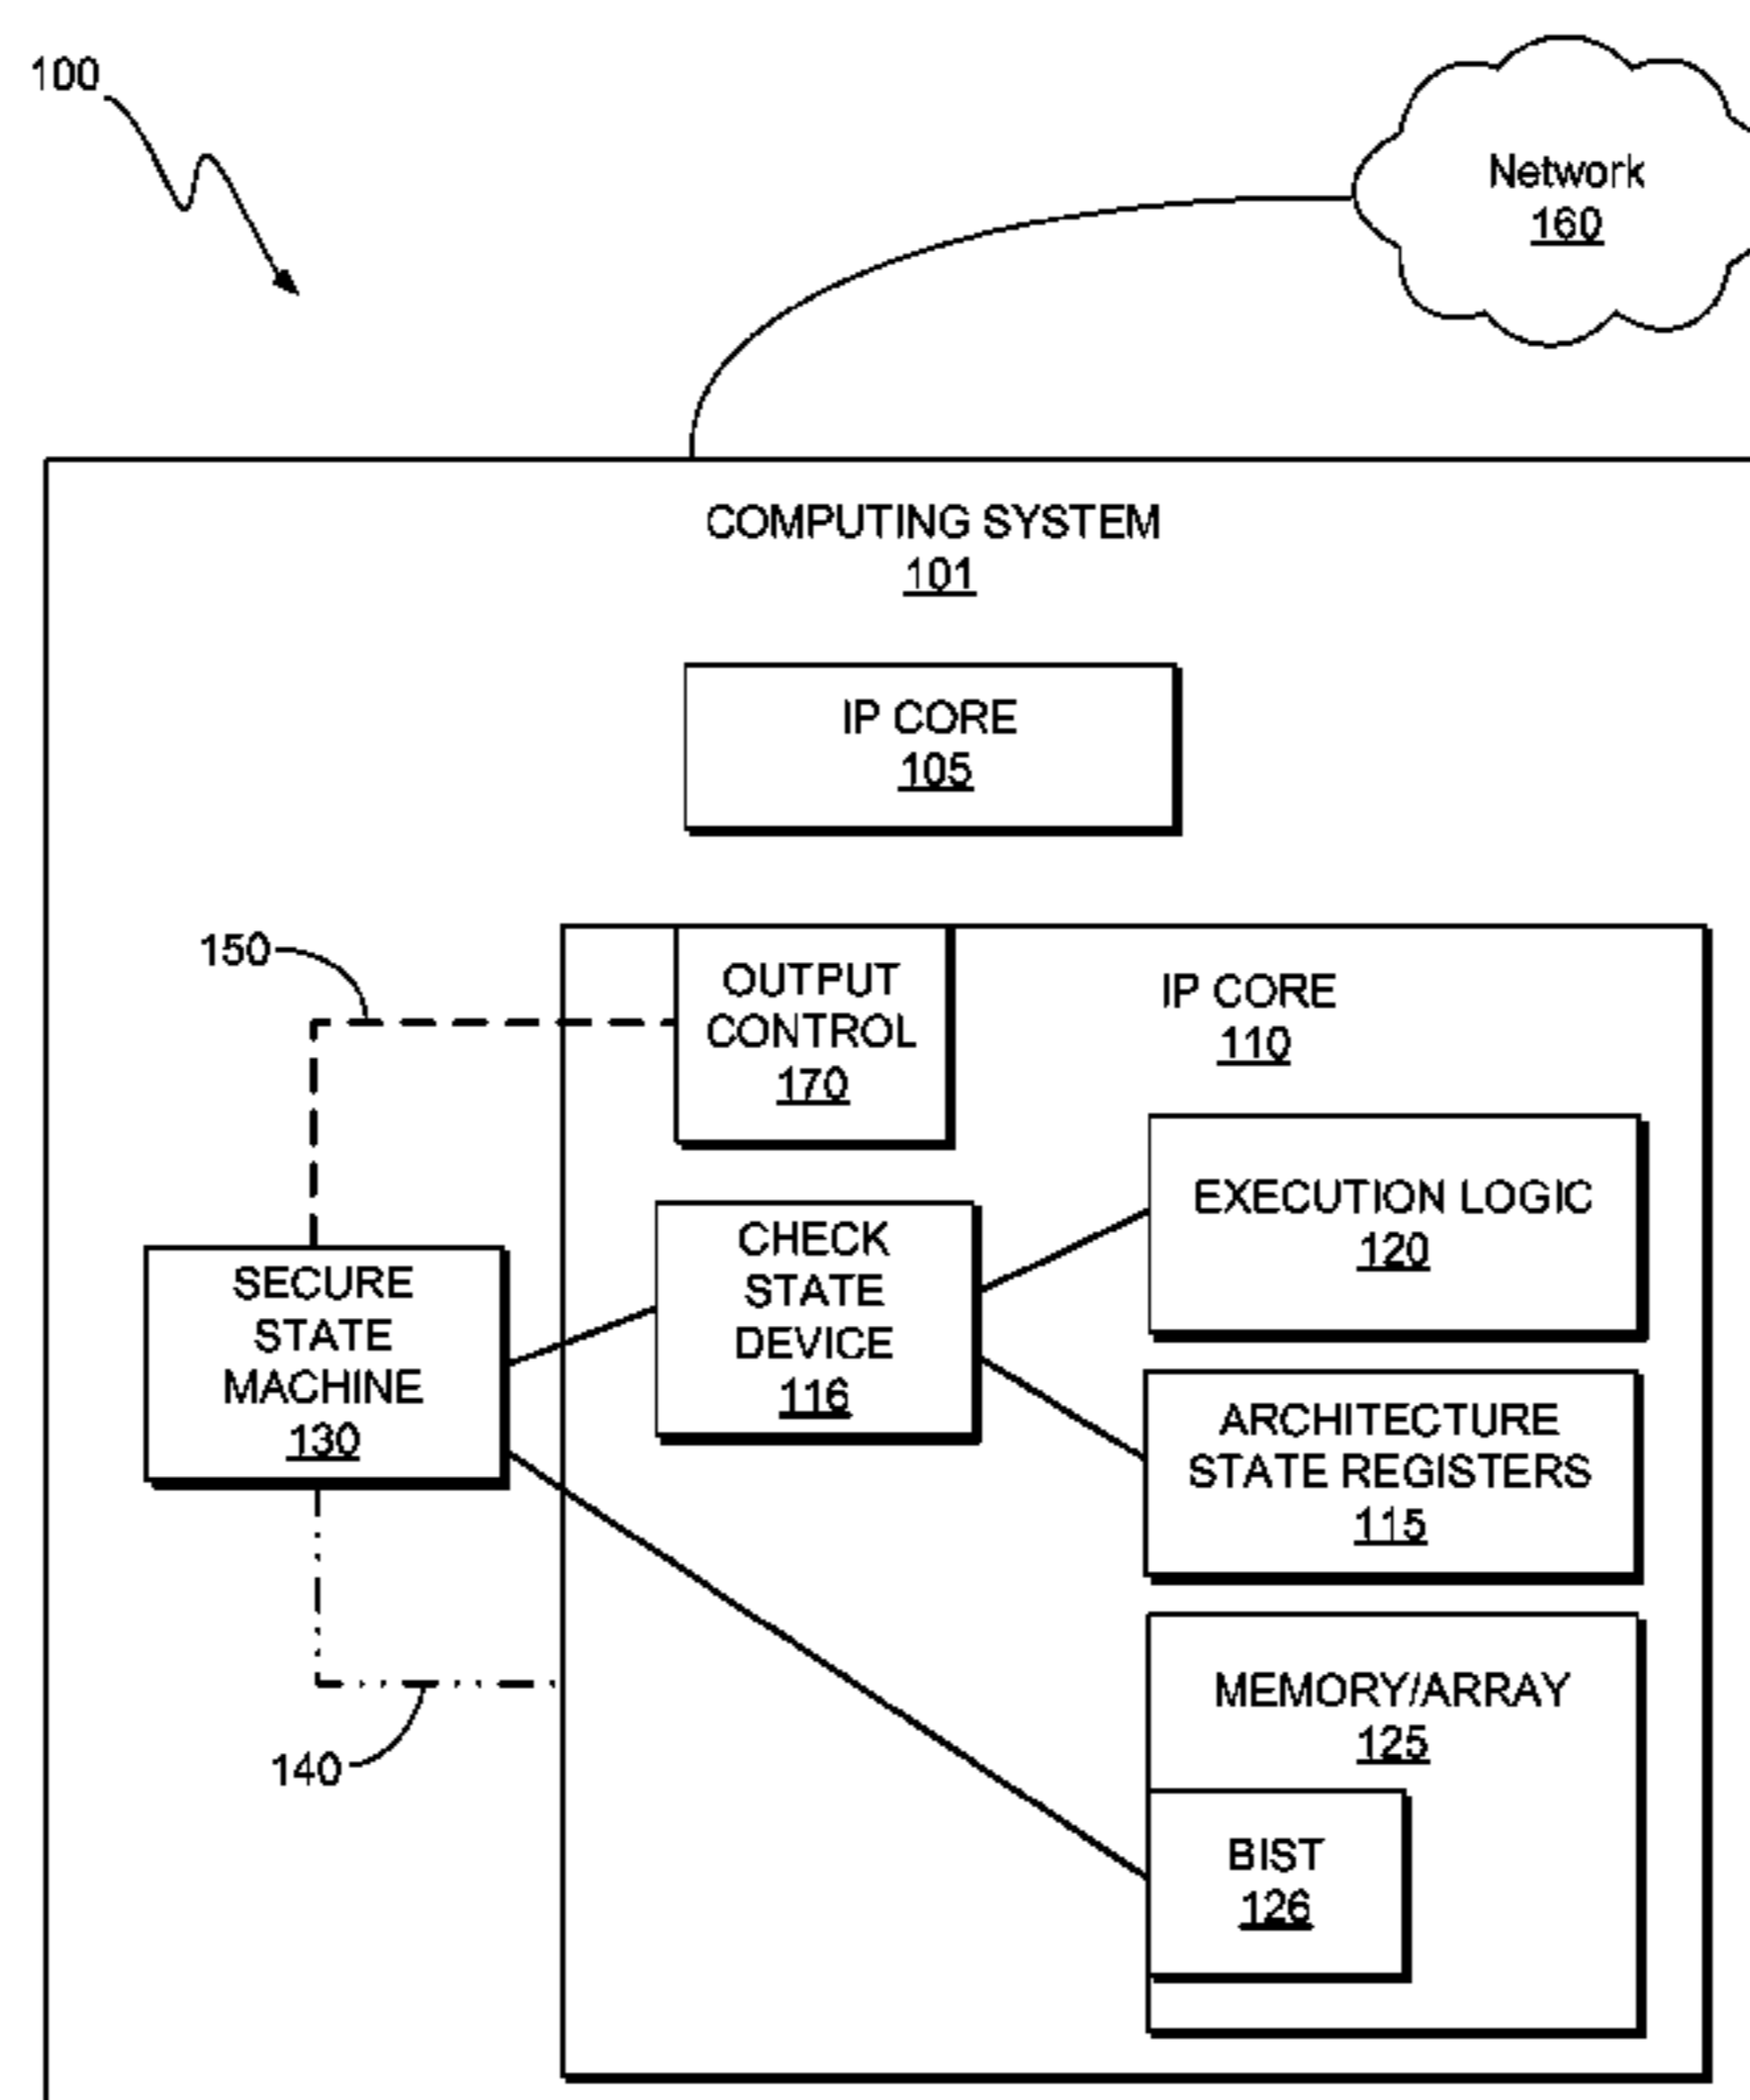 100
Network
160
COMPUTING SYSTEM
101
IP CORE
105
150
OUTPUT
CONTROL
170
IP CORE
110
EXECUTION LOGIC
120
CHECK
STATE
DEVICE
116
SECURE
STATE
MACHINE
130
ARCHITECTURE
STATE REGISTERS
115
MEMORY/ARRAY
125
140
BIST
126